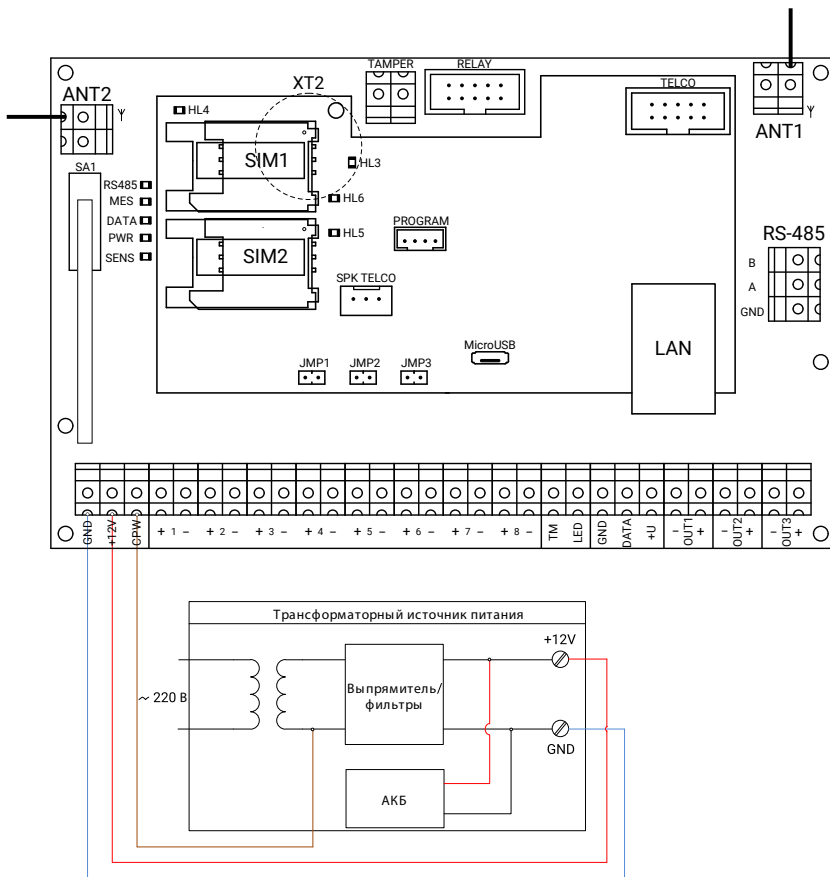 TAMPER
RELAY
XT2
TELCO
ANT2
HL4
ANT1
SA1
SIM1
HL3
RS485
MES
HL6
DATA
PROGRAM
PWR
HL5
RS-485
SENS
SIM2
B
SPK TELCO
A
GND
MicroUSB
LAN
JMP1
JMP2
JMP3
GND +12V CPW + 1 - + 2 - + 3 - + 4 - + 5 - + 6 - + 7 - + 8 - TM LED GND DATA +U - OUT1 + - OUT2 + - OUT3 +
Трансформаторный источник питания
+12V
~ 220 В
Выпрямитель/
фильтры
GND
АКБ